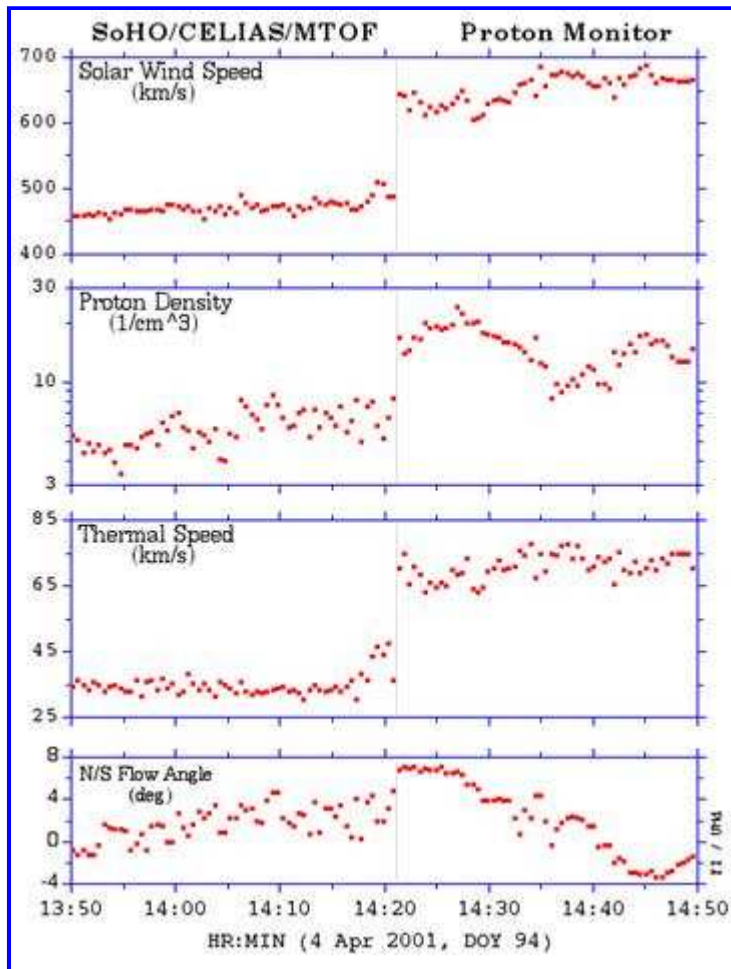 SoHO/CELIAS/MTOF Proton Monitor
700
Solar Wind Speed
(km/s)
600
500
400
30
Proton Density
(1/cm^3)
10
3
85
Thermal Speed
(km/s)
65
45
25
8
N/S Flow Angle
(deg)
4
0
-4
13:50 14:00 14:10 14:20 14:30 14:40 14:50
HR:MIN (4 Apr 2001, DOY 94)